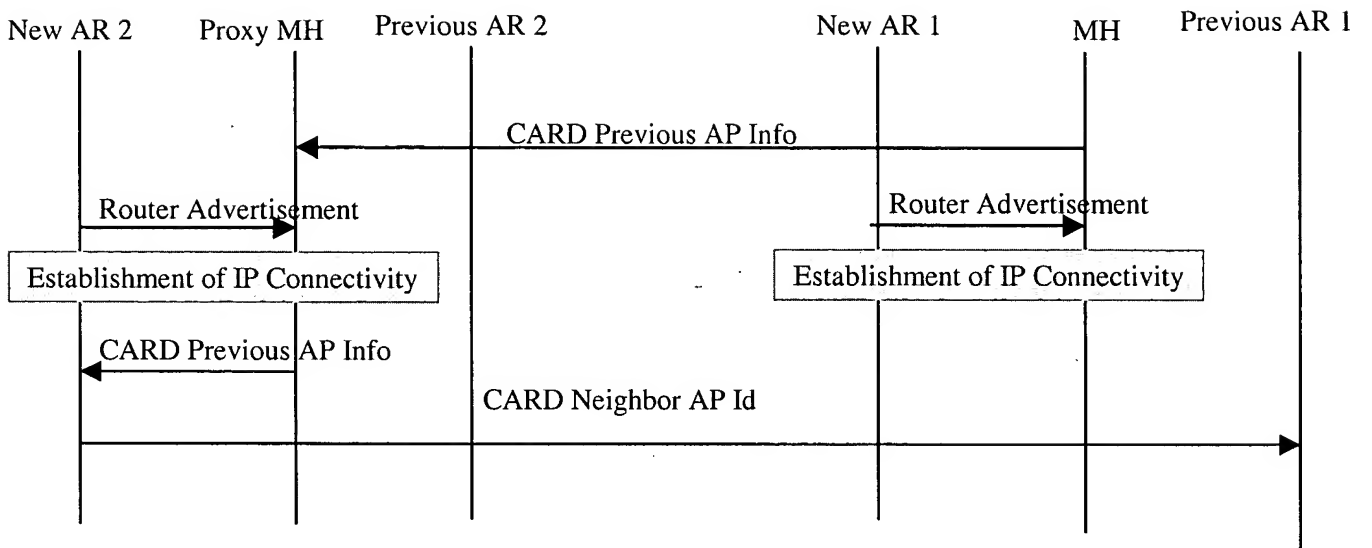 New AR 2
Proxy MH
Previous AR 2
New AR 1
MH
Previous AR 1
CARD Previous AP Info
Router Advertisement
Router Advertisement
Establishment of IP Connectivity
Establishment of IP Connectivity
CARD Previous AP Info
CARD Neighbor AP Id